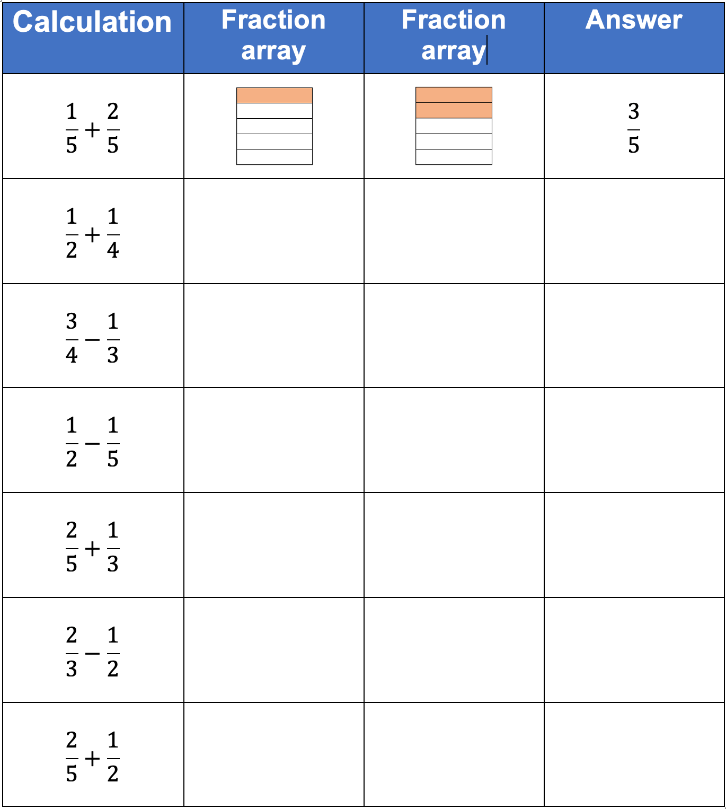 Calculation Fraction array Fraction array Answer
1/5 + 2/5 3/5
1/2 + 1/4
3/4 − 1/3
1/2 − 1/5
2/5 + 1/3
2/3 − 1/2
2/5 + 1/2